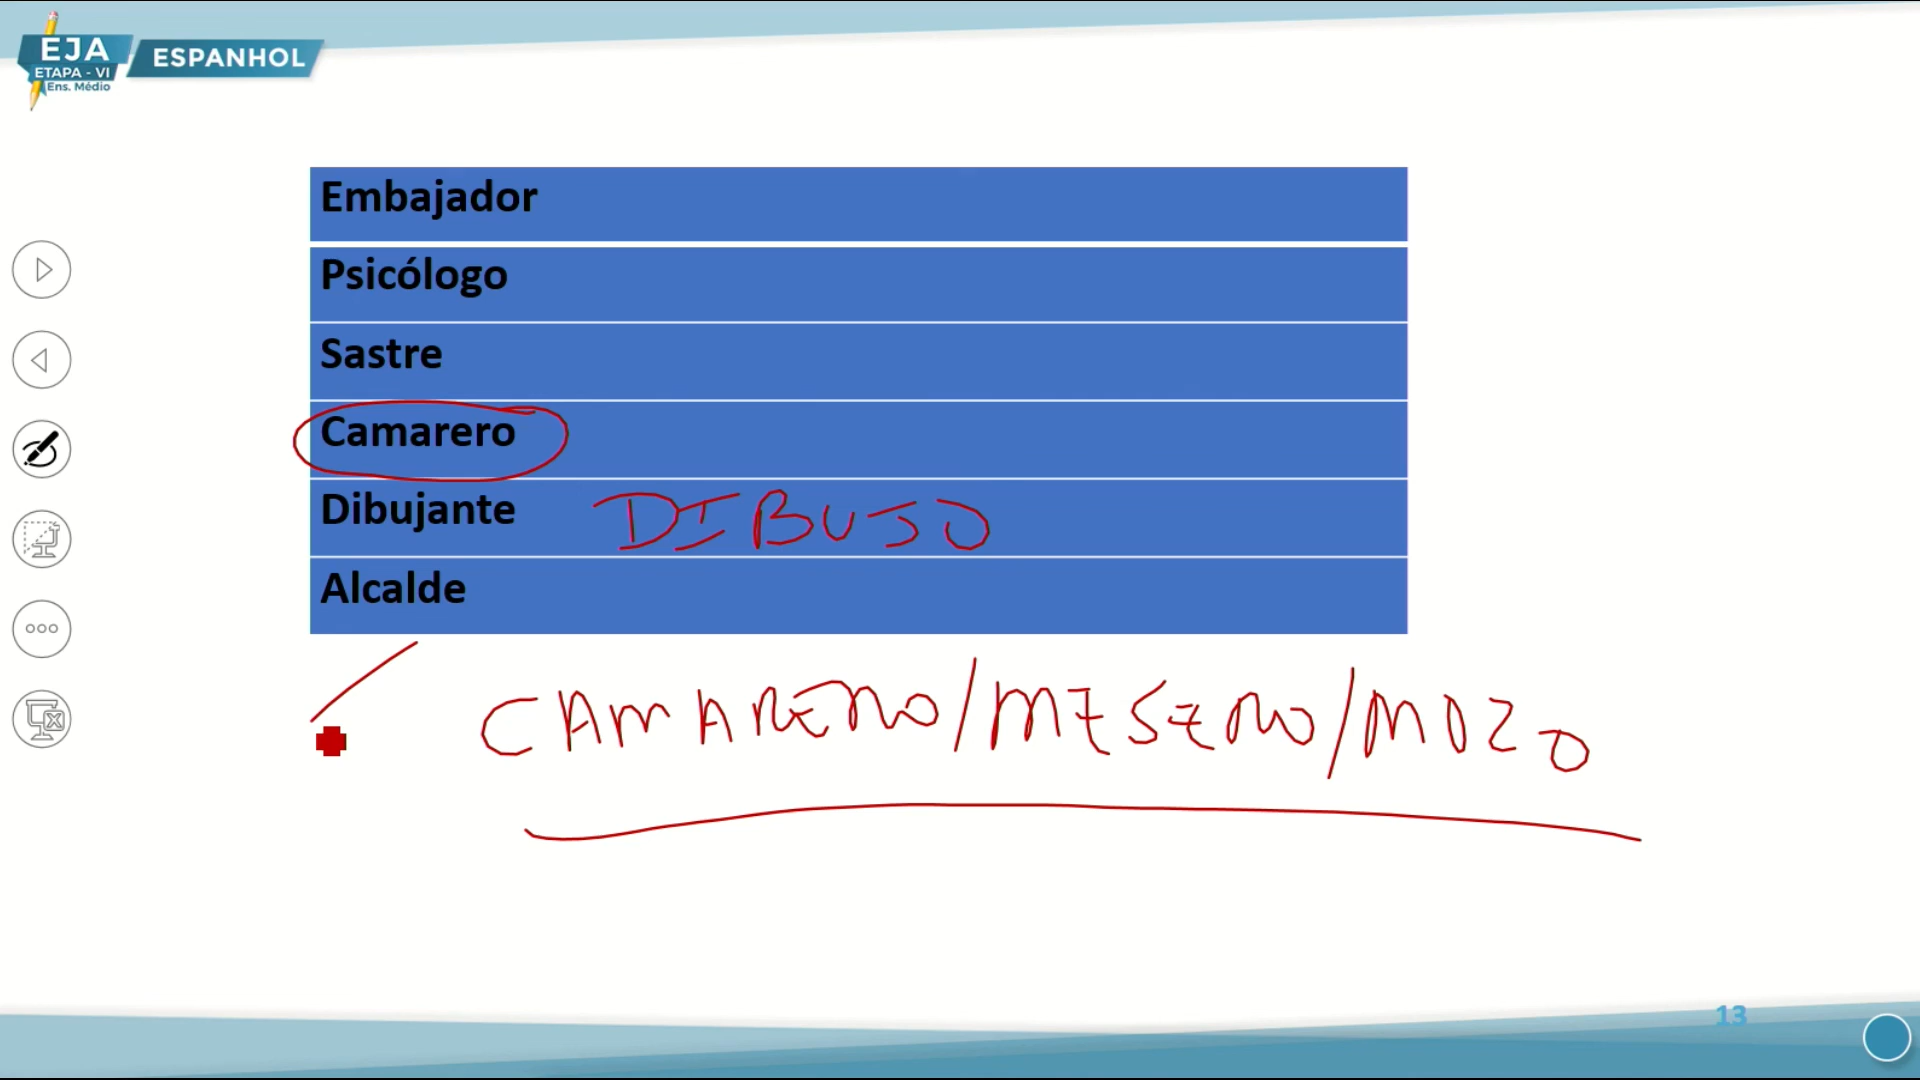 EJA
ETAPA - VI
Ens. Médio
ESPANHOL
Embajador
Psicólogo
Sastre
Camarero
Dibujante DIBUJO
Alcalde
CAMARERO/MESERO/MOZO
13